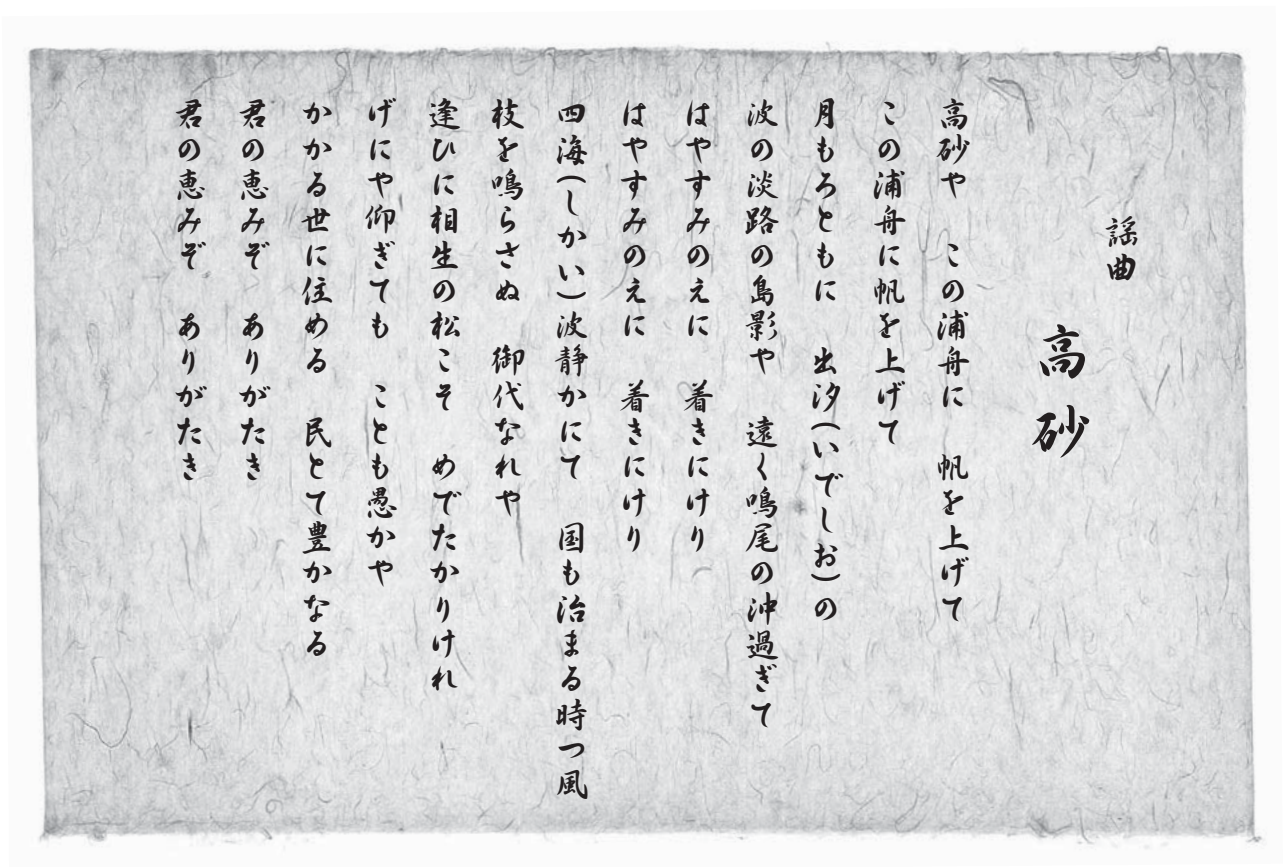 謡曲
高砂
高砂や　この浦舟に　帆を上げて
この浦舟に帆を上げて
月もろともに　出汐(いでしお)の
波の淡路の島影や　遠く鳴尾の沖過ぎて
はやすみのえに　着きにけり
はやすみのえに　着きにけり
四海(しかい)波静かにて　国も治まる時つ風
枝を鳴らさぬ　御代なれや
逢ひに相生の松こそ　めでたかりけれ
げにや仰ぎても　ことも愚かや
かかる世に住める　民とて豊かなる
君の恵みぞ　ありがたき
君の恵みぞ　ありがたき